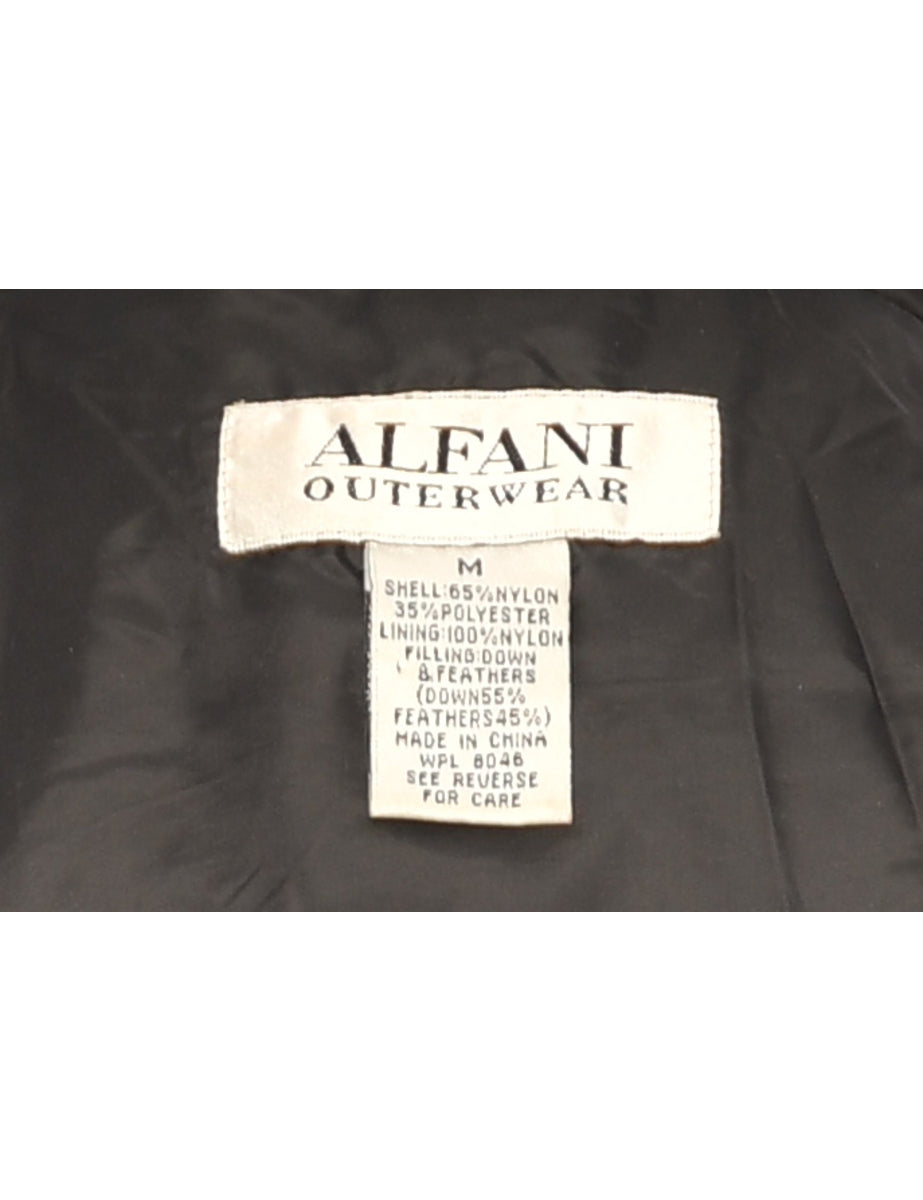 ALFANI
OUTERWEAR
M
SHELL:65%NYLON
35%POLYESTER
LINING:100%NYLON
FILLING:DOWN
&FEATHERS
(DOWN55%
FEATHERS45%)
MADE IN CHINA
WPL 8046
SEE REVERSE
FOR CARE